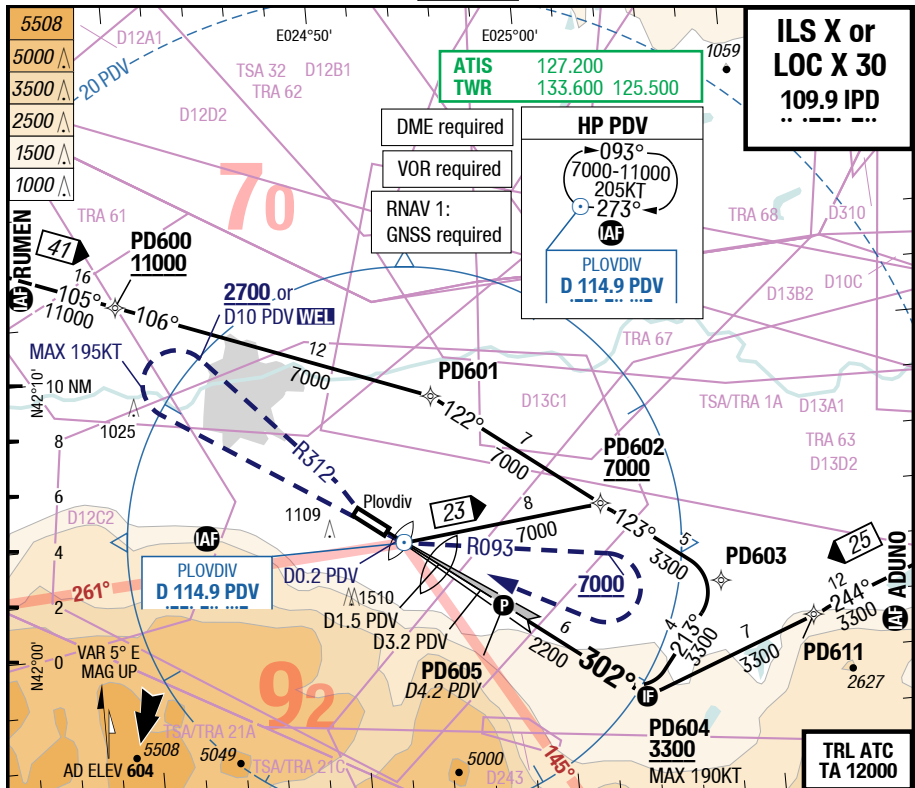 5508
5000
3500
2500
1500
1000
D12A1
E024°50'
E025°00'
1059
ILS X or
LOC X 30
109.9 IPD
20 PDV
TSA 32
TRA 62
D12B1
D12D2
ATIS 127.200
TWR 133.600 125.500
DME required
VOR required
RNAV 1:
GNSS required
HP PDV
093°
7000-11000
205KT
273°
IAF
PLOVDIV
D 114.9 PDV
70
TRA 61
TRA 68
D310
D10C
D13B2
IAF RUMEN
41
16
105°
11000
PD600
11000
106°
12
7000
2700 or
D10 PDV WEL
MAX 195KT
N42°10'
10 NM
8
6
4
2
0
N42°00'
1025
PD601
122°
7
7000
TRA 67
D13C1
TSA/TRA 1A
D13A1
TRA 63
D13D2
PD602
7000
R312
Plovdiv
1109
23
8
7000
123°
5
3300
PD603
25
12
244°
3300
IAF ADUNO
D12C2
IAF
PLOVDIV
D 114.9 PDV
261°
D0.2 PDV
1510
D1.5 PDV
D3.2 PDV
R093
7000
P
PD605
D4.2 PDV
6
2200
302°
4
213°
3300
7
3300
PD611
2627
IF
PD604
3300
MAX 190KT
VAR 5° E
MAG UP
92
TSA/TRA 21A
5508
5049
TSA/TRA 21C
AD ELEV 604
5000
D243
145°
TRL ATC
TA 12000